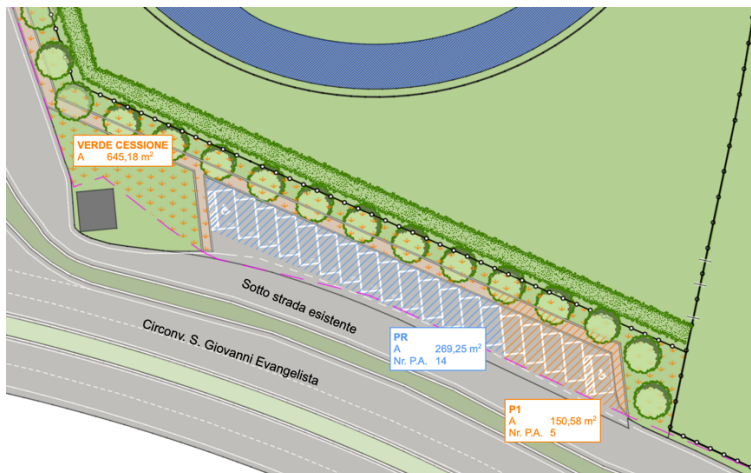 VERDE CESSIONE
A 645,18 m²
Sotto strada esistente
Circonv. S. Giovanni Evangelista
PR
A 269,25 m²
Nr. P.A. 14
P1
A 150,58 m²
Nr. P.A. 5